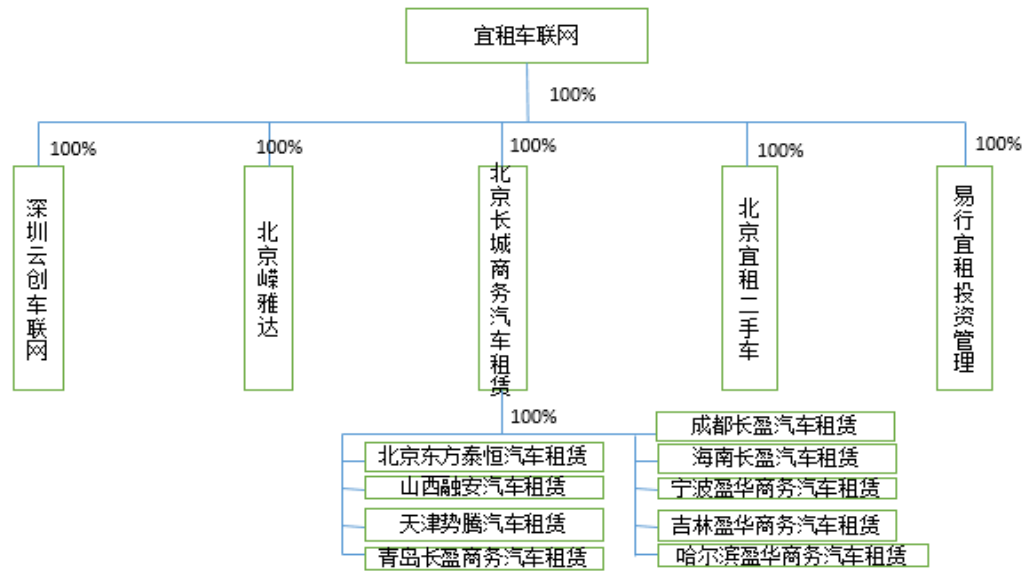 宜租车联网
100%
100%
100%
100%
100%
100%
深圳云创车联网
北京嵘雅达
北京长城商务汽车租赁
北京宜租二手车
易行宜租投资管理
100%
北京东方泰恒汽车租赁
山西融安汽车租赁
天津势腾汽车租赁
青岛长盈商务汽车租赁
成都长盈汽车租赁
海南长盈汽车租赁
宁波盈华商务汽车租赁
吉林盈华商务汽车租赁
哈尔滨盈华商务汽车租赁